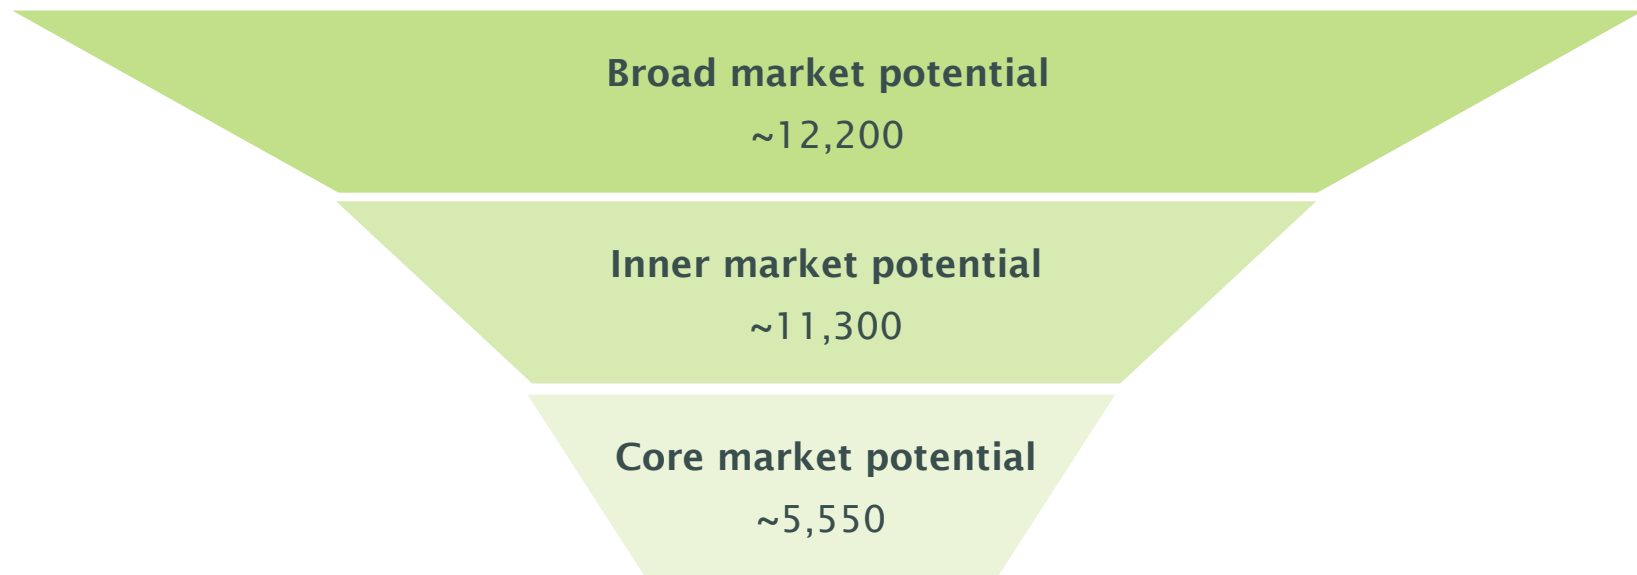 Broad market potential
~12,200
Inner market potential
~11,300
Core market potential
~5,550